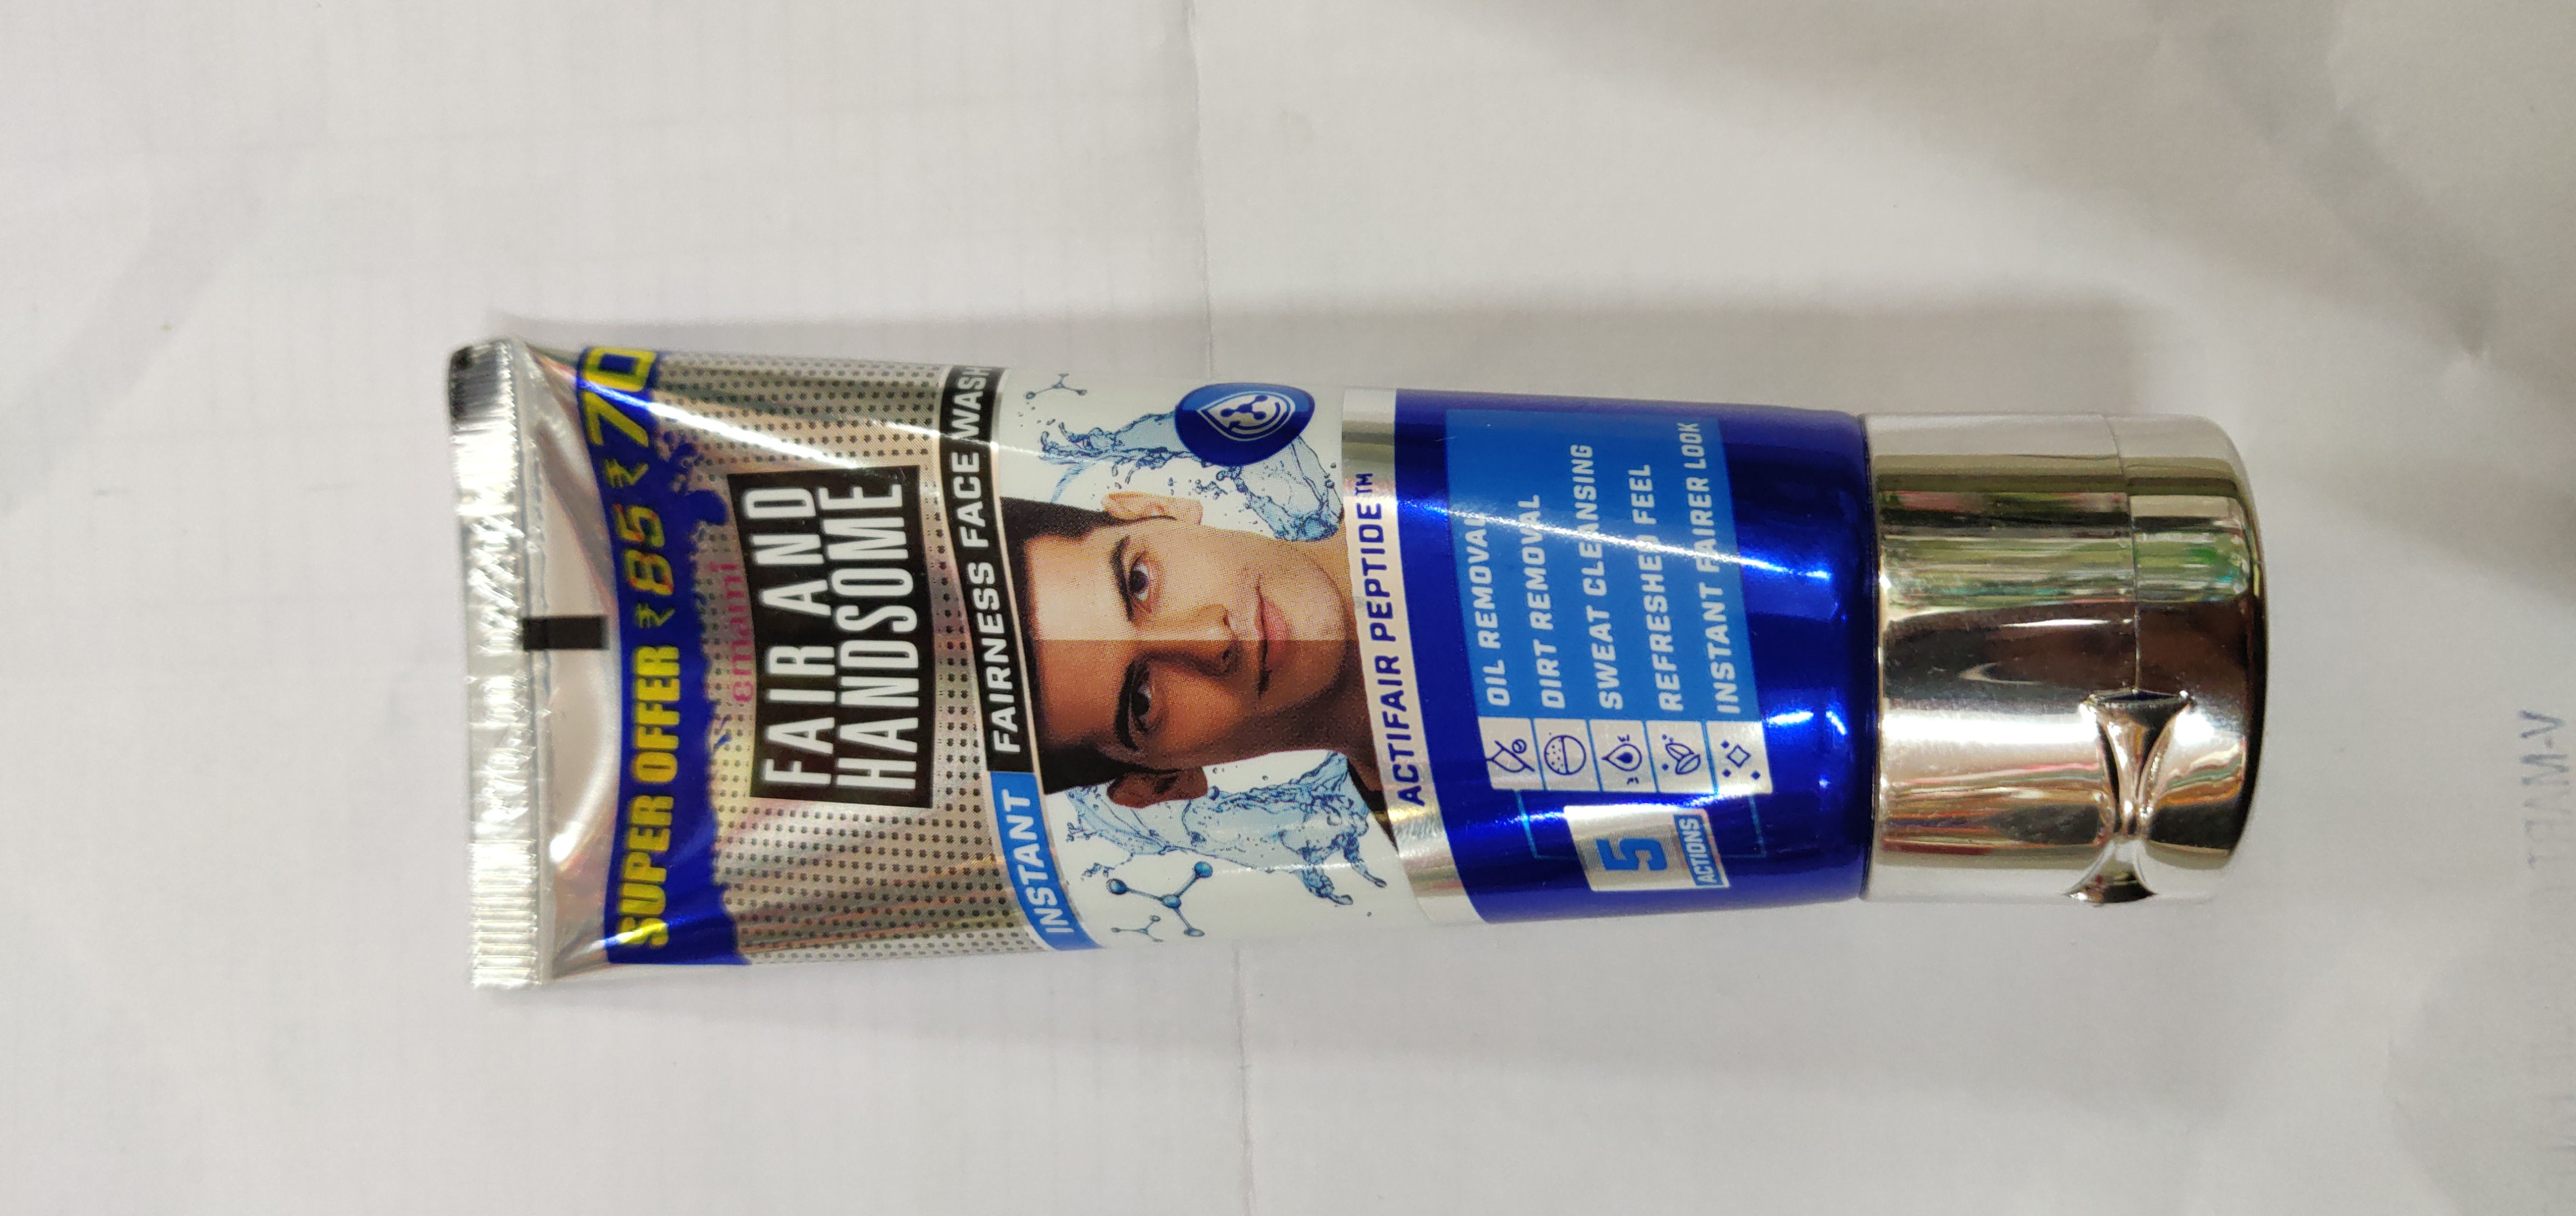 SUPER OFFER ₹85 ₹70
emami
FAIR AND
HANDSOME
INSTANT FAIRNESS FACE WASH
ACTIFAIR PEPTIDE™
5
ACTIONS
OIL REMOVAL
DIRT REMOVAL
SWEAT CLEANSING
REFRESHED FEEL
INSTANT FAIRER LOOK
V-MART